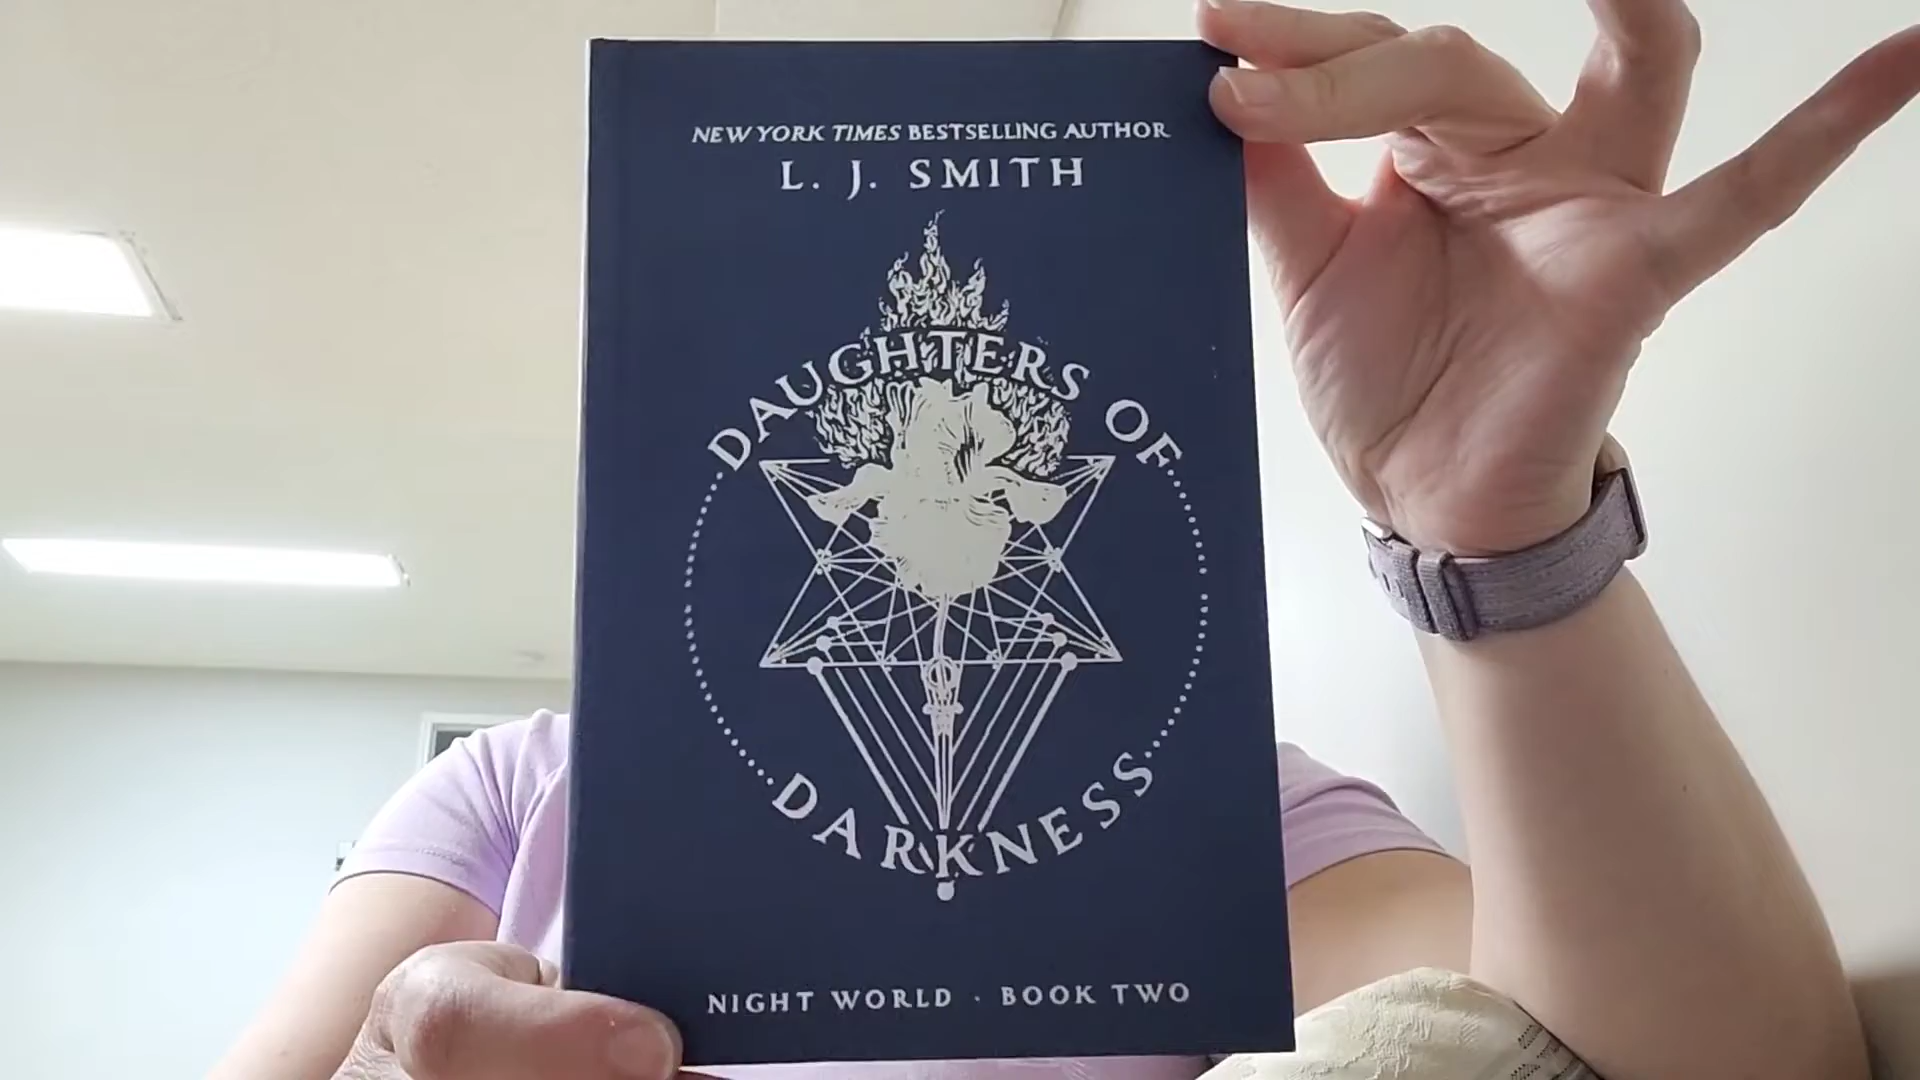 NEW YORK TIMES BESTSELLING AUTHOR
L. J. SMITH
DAUGHTERS OF
DARKNESS
NIGHT WORLD · BOOK TWO